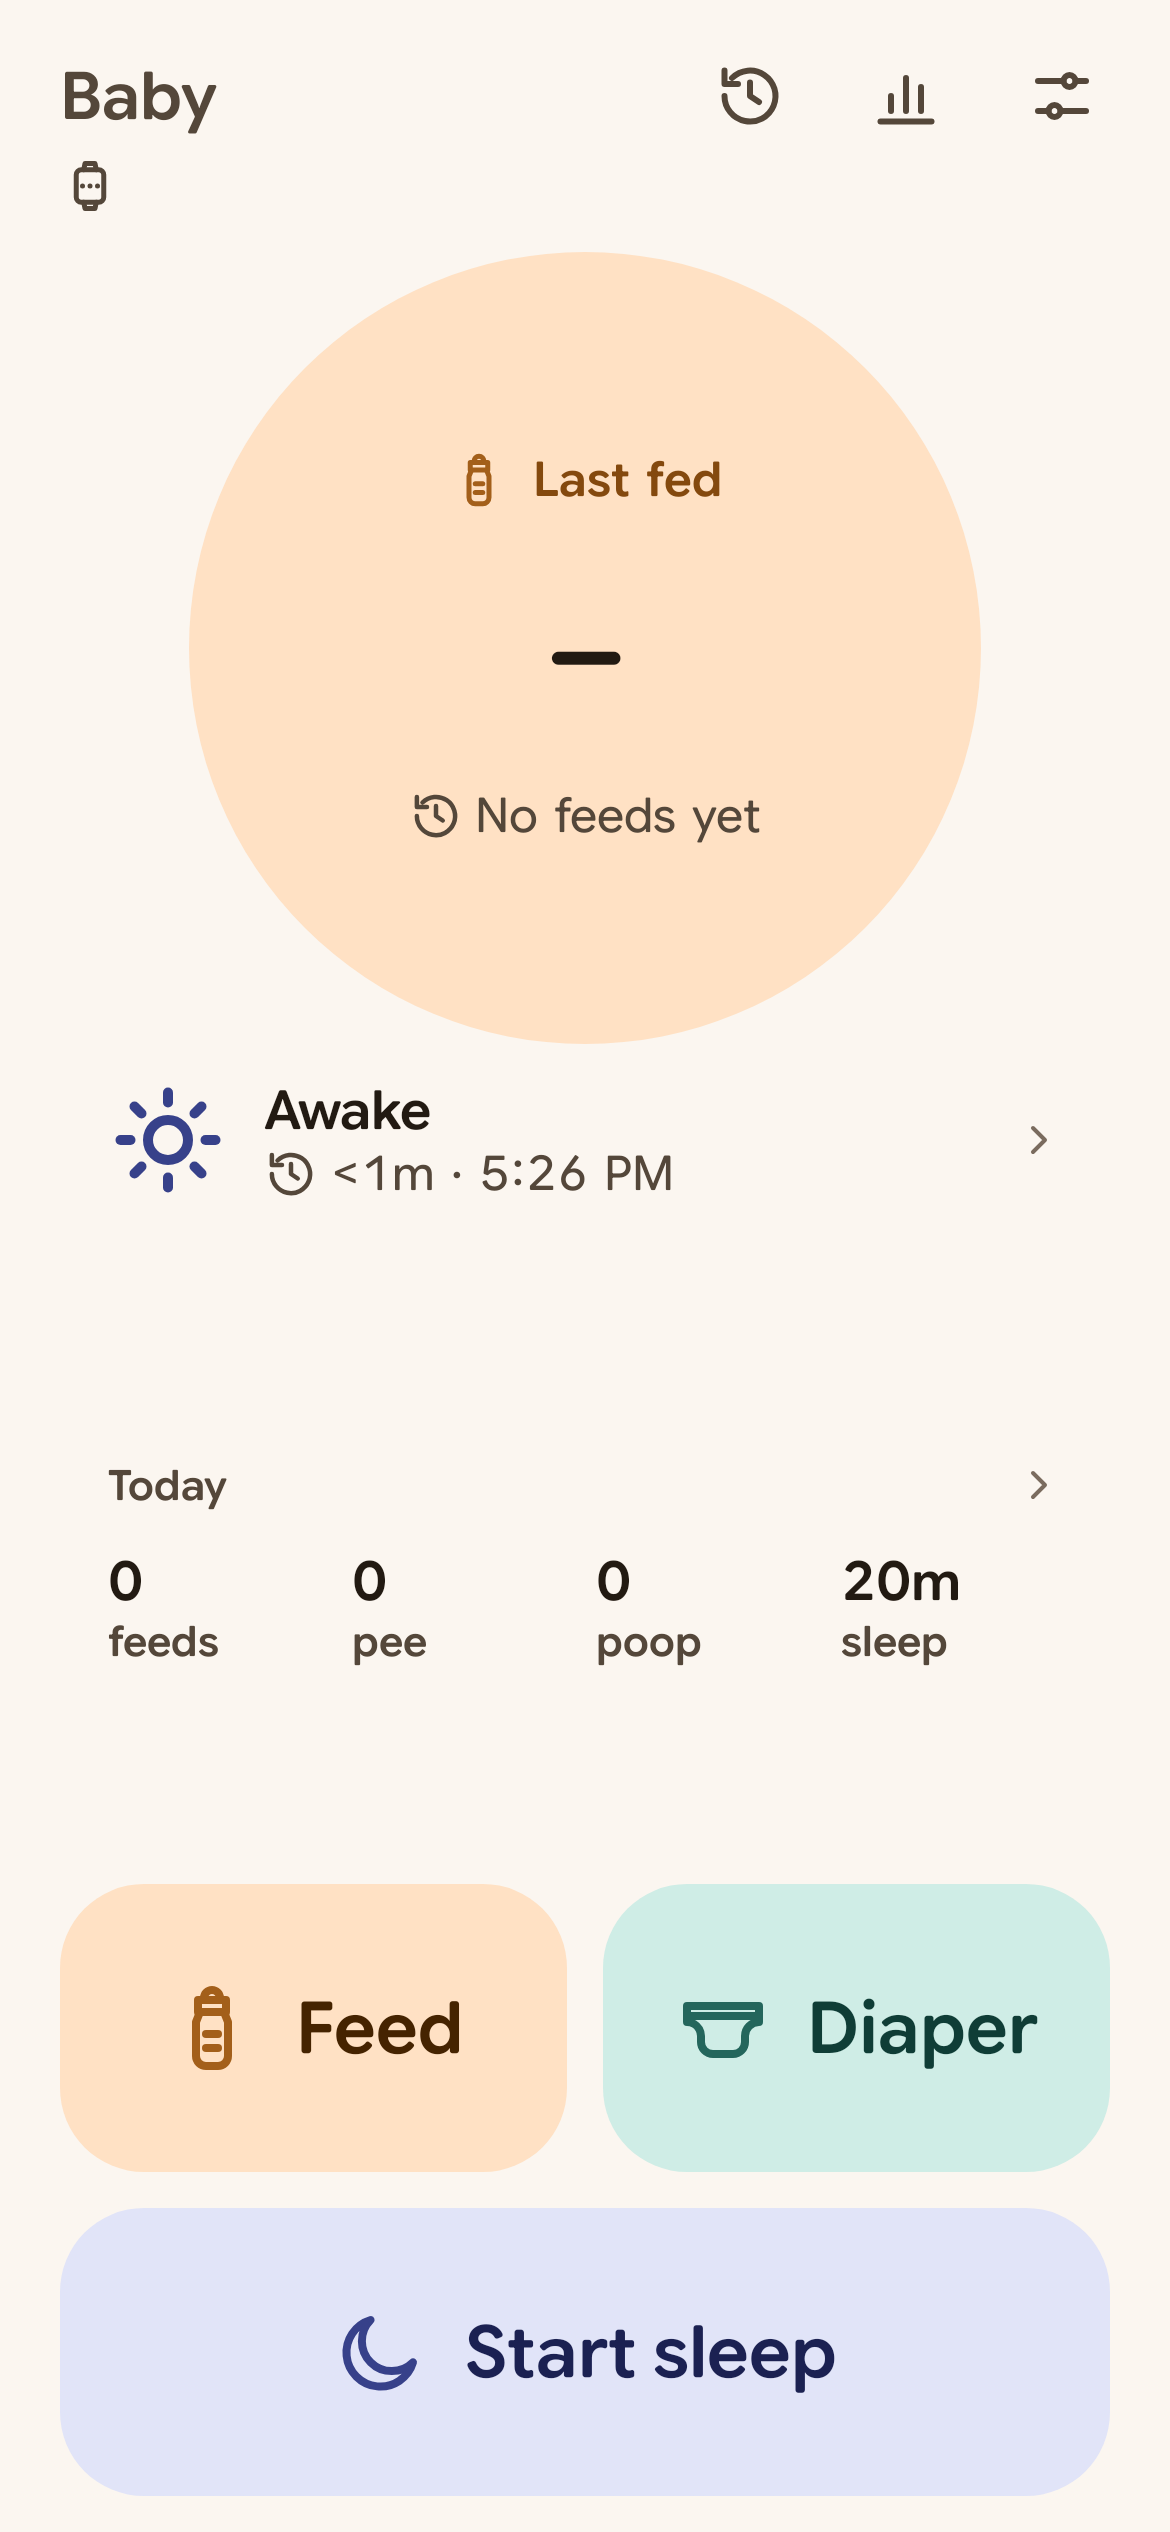 Baby
Last fed
–
No feeds yet
Awake
<1m · 5:26 PM
Today
0 0 0 20m
feeds pee poop sleep
Feed Diaper
Start sleep